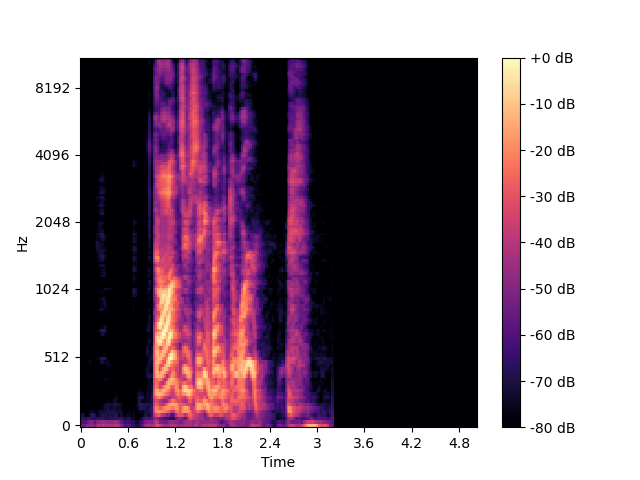 8192
4096
2048
1024
512
0
Hz
0 0.6 1.2 1.8 2.4 3 3.6 4.2 4.8
Time
+0 dB
-10 dB
-20 dB
-30 dB
-40 dB
-50 dB
-60 dB
-70 dB
-80 dB